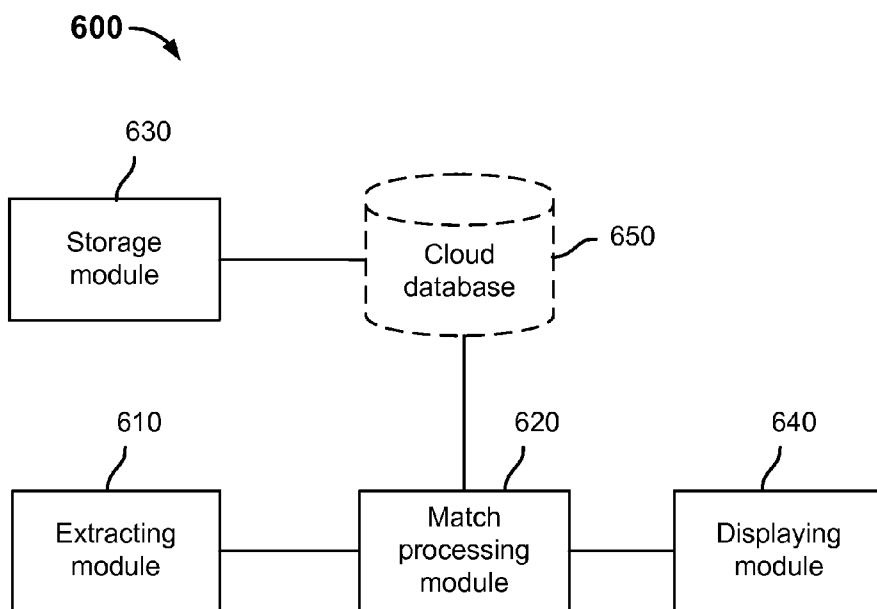 600
630
Storage
module
Cloud
database
650
610
620
640
Extracting
module
Match
processing
module
Displaying
module